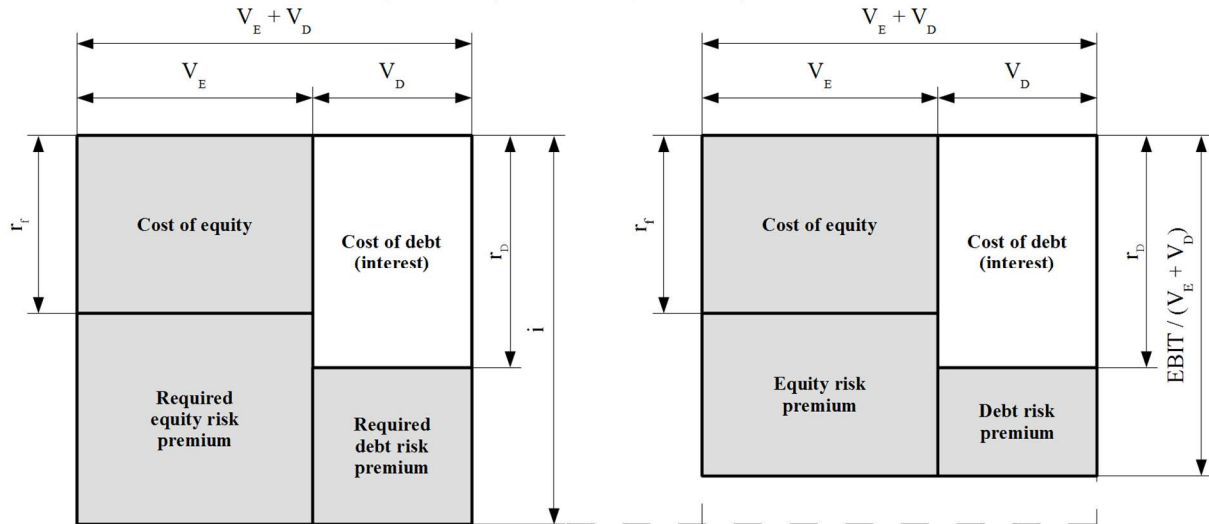 V_E + V_D
V_E
V_D
r_f
Cost of equity
Cost of debt
(interest)
r_D
i
Required
equity risk
premium
Required
debt risk
premium
V_E + V_D
V_E
V_D
r_f
Cost of equity
Cost of debt
(interest)
r_D
EBIT / (V_E + V_D)
Equity risk
premium
Debt risk
premium